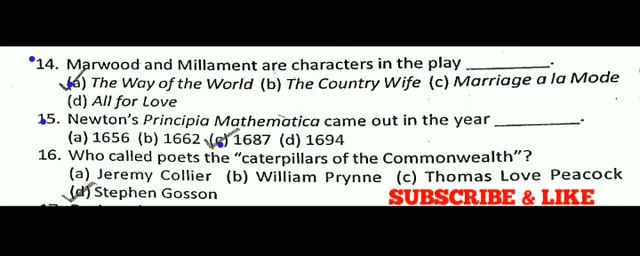 14. Marwood and Millament are characters in the play __________.
(a) The Way of the World (b) The Country Wife (c) Marriage a la Mode
(d) All for Love
15. Newton's Principia Mathematica came out in the year __________.
(a) 1656 (b) 1662 (c) 1687 (d) 1694
16. Who called poets the "caterpillars of the Commonwealth"?
(a) Jeremy Collier (b) William Prynne (c) Thomas Love Peacock
(d) Stephen Gosson
SUBSCRIBE & LIKE